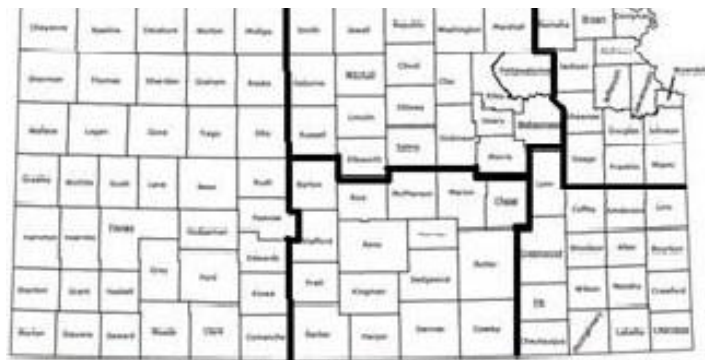 Cheyenne Rawlins Decatur Norton Phillips Smith Jewell Republic Washington Marshall Nemaha Brown Doniphan
Sherman Thomas Sheridan Graham Rooks Osborne Mitchell Cloud Clay Pottawatomie Jackson
Wallace Logan Gove Trego Ellis Russell Lincoln Ottawa Riley Geary Wabaunsee Shawnee Douglas Johnson
Ellsworth Saline Dickinson Morris Osage Franklin Miami
Greeley Wichita Scott Lane Ness Rush Barton Rice McPherson Marion Chase Lyon
Pawnee Coffey Anderson Linn
Hamilton Kearny Finney Hodgeman Stafford Reno
Edwards Greenwood Woodson Allen Bourbon
Gray Ford Pratt Sedgwick Butler
Stanton Grant Haskell Kiowa Kingman Elk Wilson Neosho Crawford
Morton Stevens Seward Meade Clark Comanche Barber Harper Sumner Cowley Chautauqua Labette Cherokee